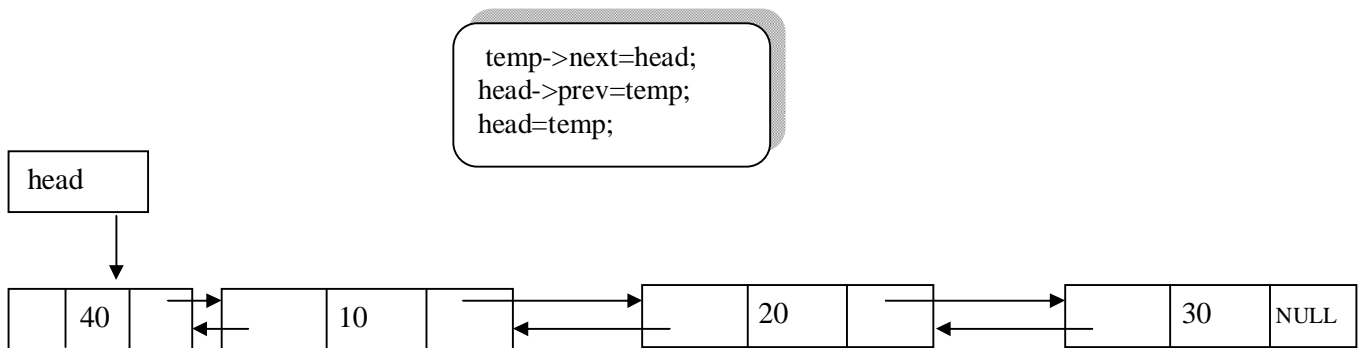 temp->next=head;
head->prev=temp;
head=temp;
head
40 10 20 30 NULL